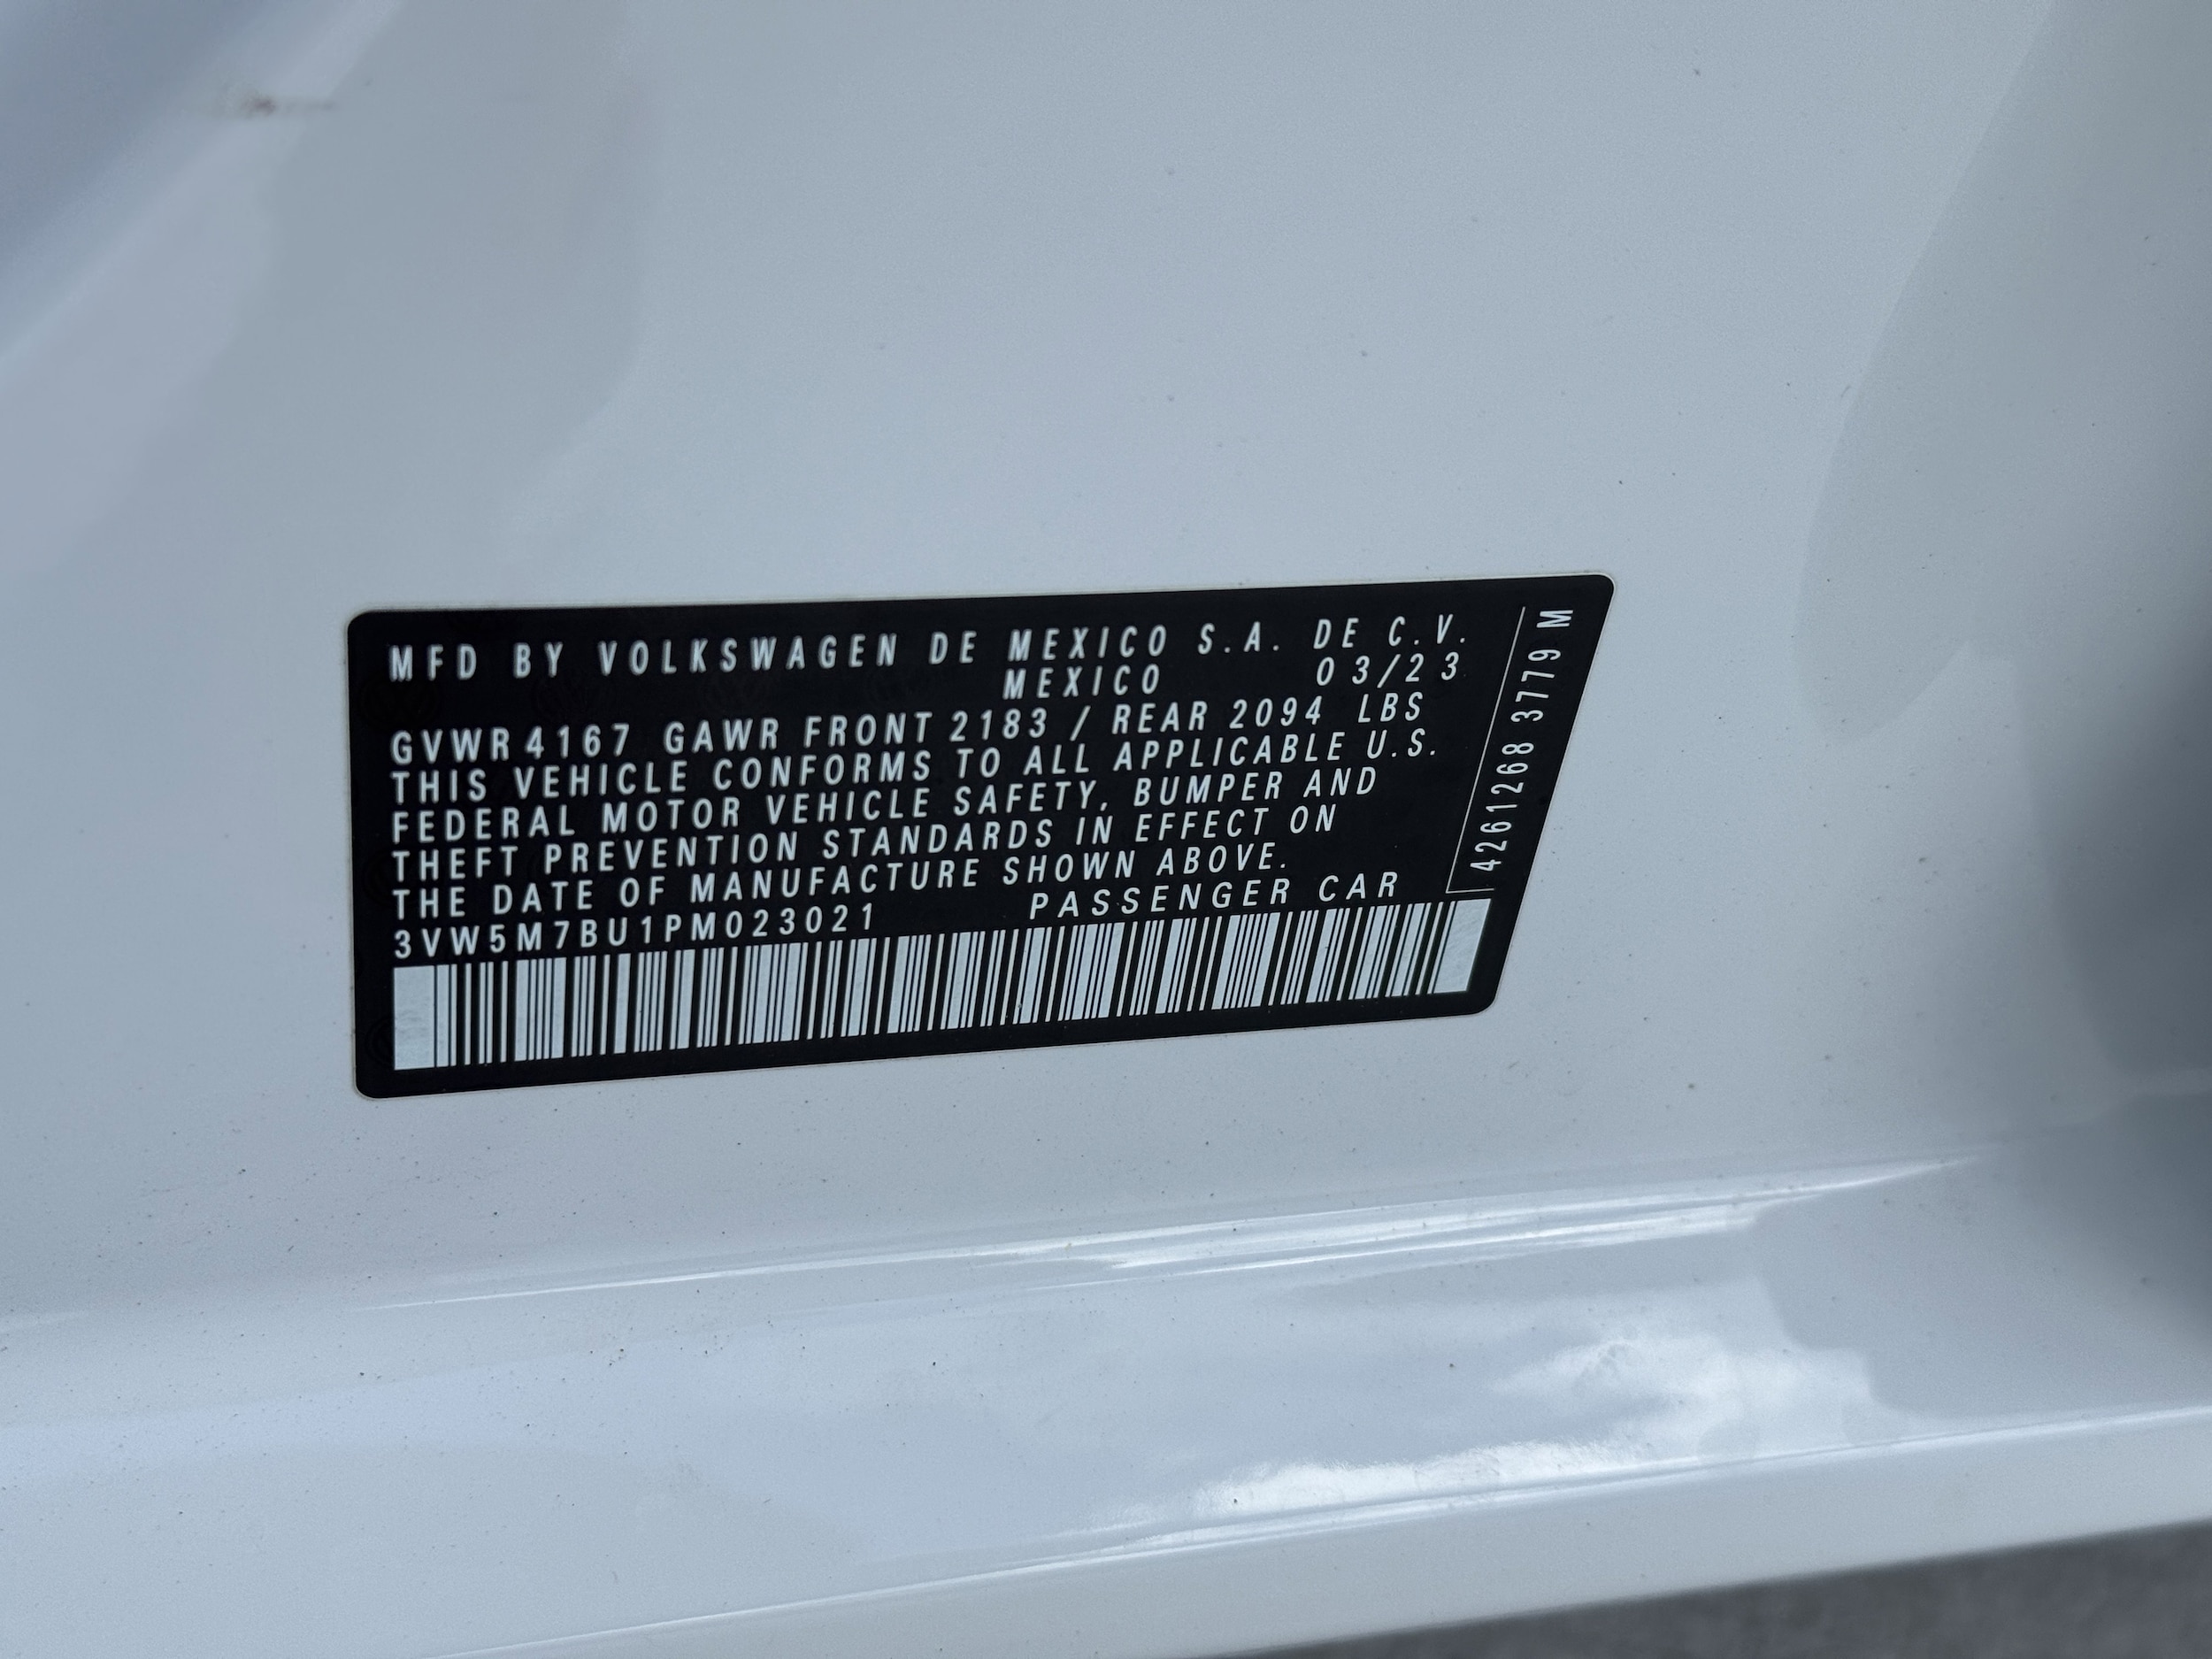 MFD BY VOLKSWAGEN DE MEXICO S.A. DE C.V.
MEXICO 03/23
GVWR 4167 GAWR FRONT 2183 / REAR 2094 LBS
THIS VEHICLE CONFORMS TO ALL APPLICABLE U.S.
FEDERAL MOTOR VEHICLE SAFETY, BUMPER AND
THEFT PREVENTION STANDARDS IN EFFECT ON
THE DATE OF MANUFACTURE SHOWN ABOVE.
3VW5M7BU1PM023021 PASSENGER CAR
4261268 3779 M